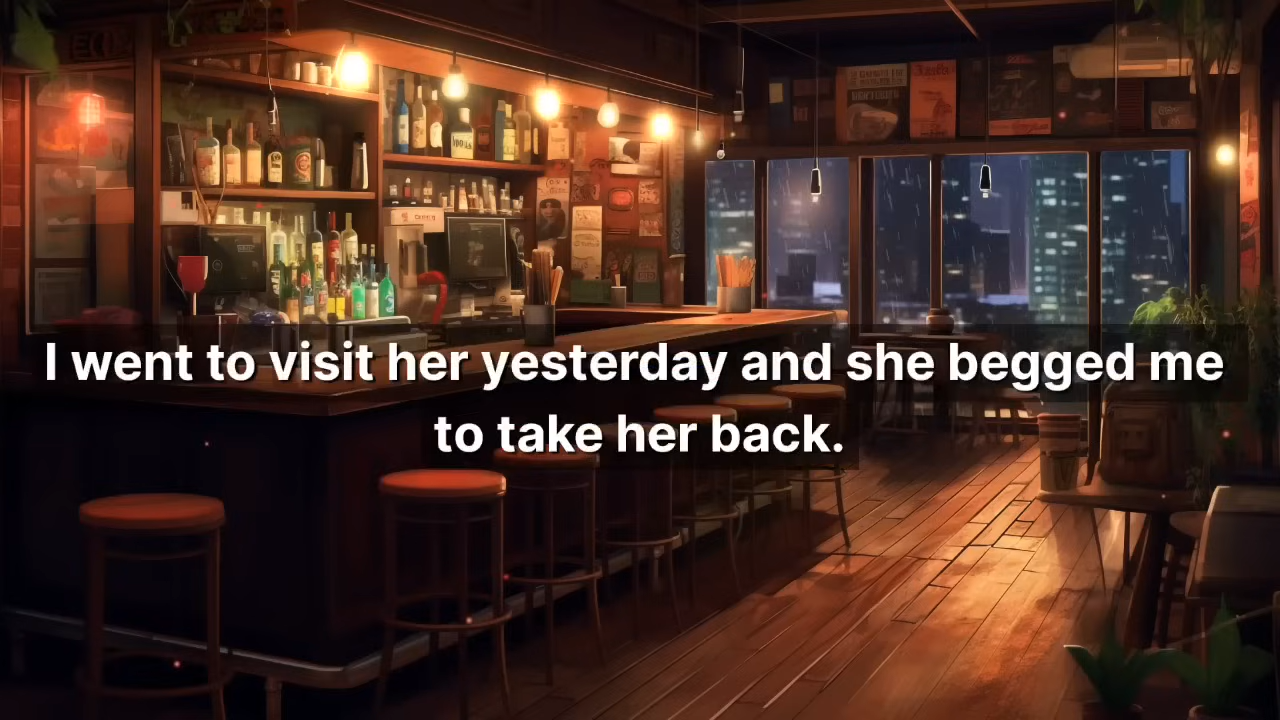 I went to visit her yesterday and she begged me
to take her back.